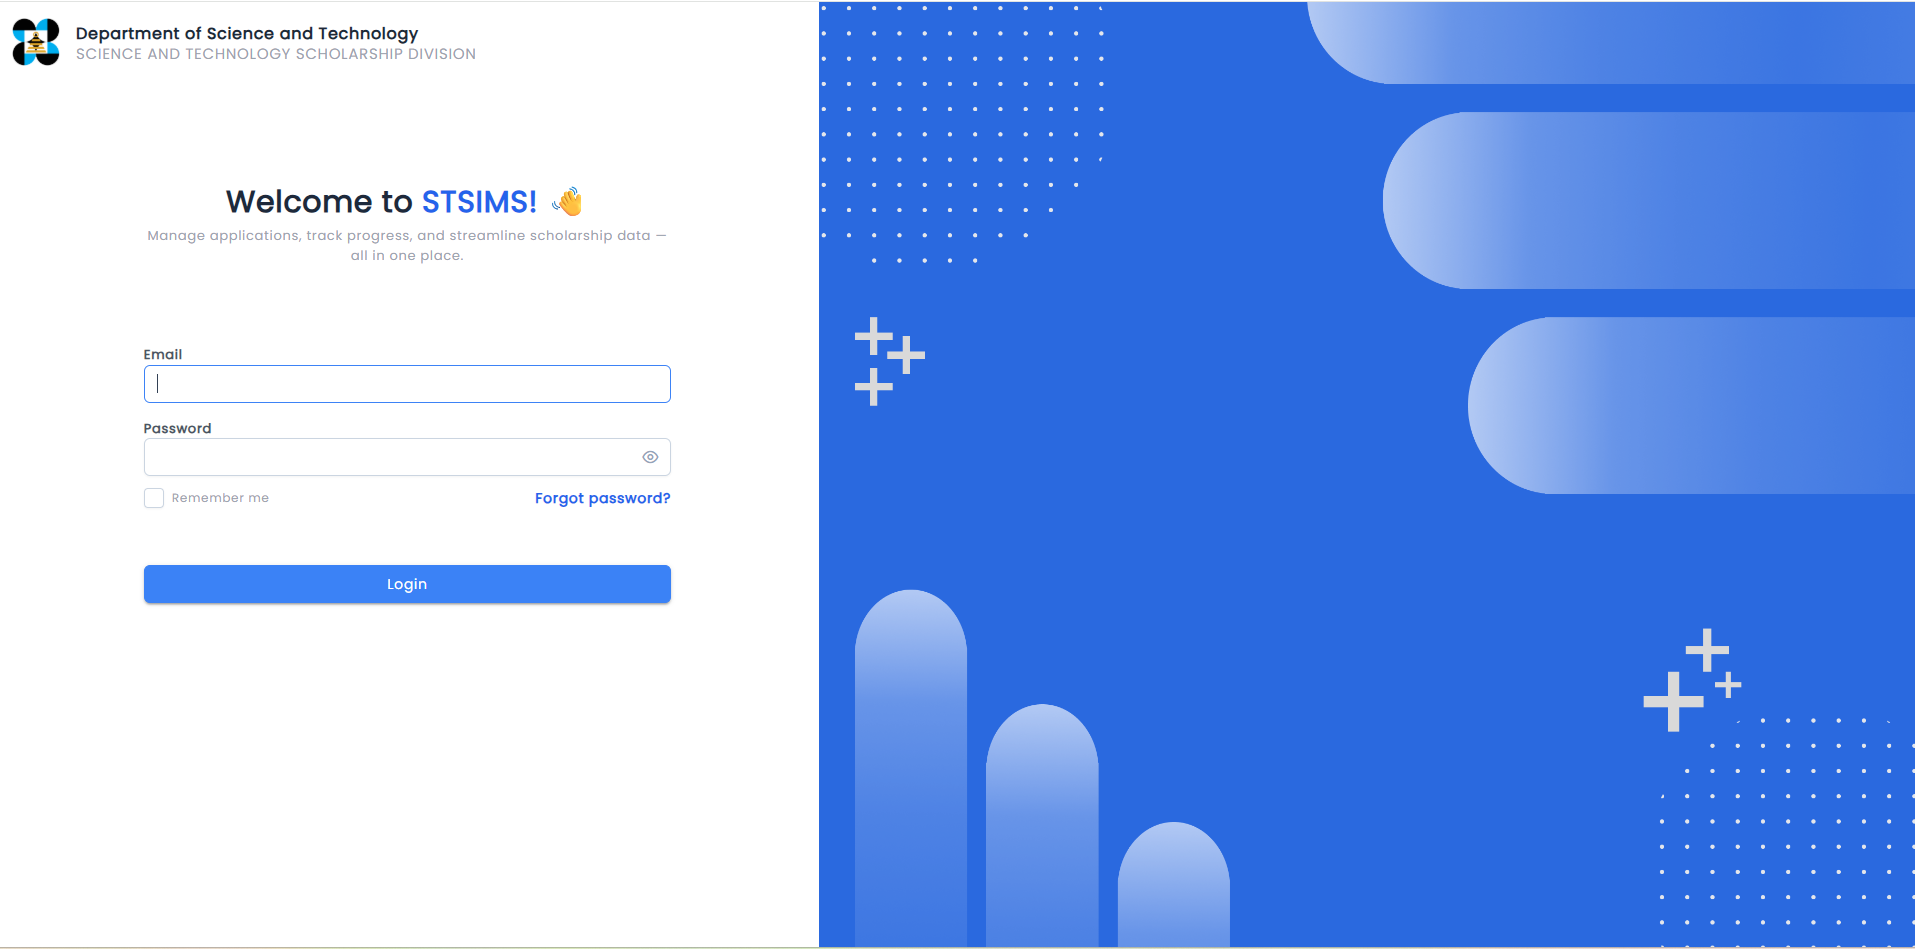 Department of Science and Technology
SCIENCE AND TECHNOLOGY SCHOLARSHIP DIVISION
Welcome to STSIMS! 👋
Manage applications, track progress, and streamline scholarship data —
all in one place.
Email
Password
Remember me
Forgot password?
Login